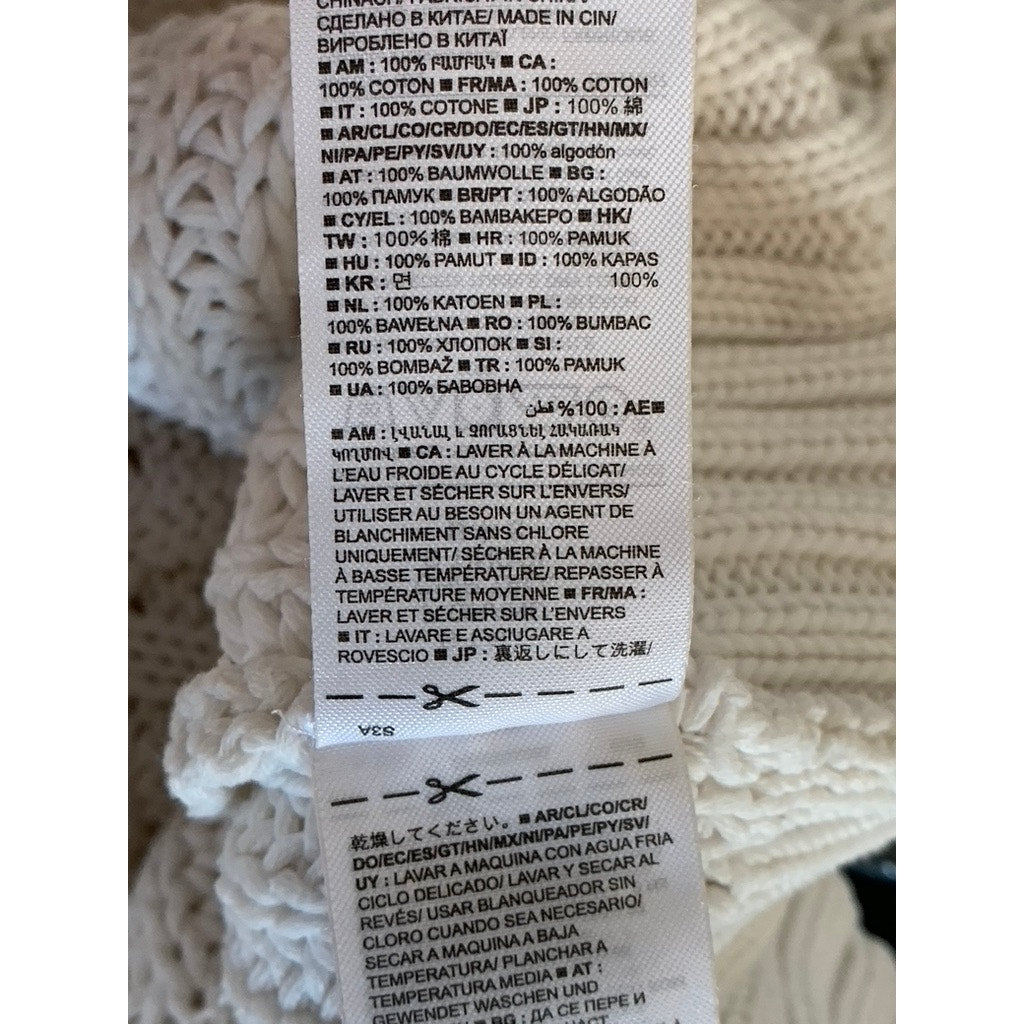 СДЕЛАНО В КИТАЕ/ MADE IN CIN/
ВИРОБЛЕНО В КИТАЇ
■ AM : 100% ԲԱՄԲԱԿ ■ CA :
100% COTON ■ FR/MA : 100% COTON
■ IT : 100% COTONE ■ JP : 100% 綿
■ AR/CL/CO/CR/DO/EC/ES/GT/HN/MX/
NI/PA/PE/PY/SV/UY : 100% algodón
■ AT : 100% BAUMWOLLE ■ BG :
100% ПАМУК ■ BR/PT : 100% ALGODÃO
■ CY/EL : 100% ΒΑΜΒΑΚΕΡΟ ■ HK/
TW : 100% 棉 ■ HR : 100% PAMUK
■ HU : 100% PAMUT ■ ID : 100% KAPAS
■ KR : 면 100%
■ NL : 100% KATOEN ■ PL :
100% BAWEŁNA ■ RO : 100% BUMBAC
■ RU : 100% ХЛОПОК ■ SI :
100% BOMBAŽ ■ TR : 100% PAMUK
■ UA : 100% БАВОВНА
■AE : 100% قطن
■ AM : ԼՎԱՆԱԼ և ՉՈՐԱՑՆԵԼ ՀԱԿԱՌԱԿ
ԿՈՂՄՈՎ ■ CA : LAVER À LA MACHINE À
L'EAU FROIDE AU CYCLE DÉLICAT/
LAVER ET SÉCHER SUR L'ENVERS/
UTILISER AU BESOIN UN AGENT DE
BLANCHIMENT SANS CHLORE
UNIQUEMENT/ SÉCHER À LA MACHINE
À BASSE TEMPÉRATURE/ REPASSER À
TEMPÉRATURE MOYENNE ■ FR/MA :
LAVER ET SÉCHER SUR L'ENVERS
■ IT : LAVARE E ASCIUGARE A
ROVESCIO ■ JP : 裏返しにして洗濯/
S3A
乾燥してください。 ■ AR/CL/CO/CR/
DO/EC/ES/GT/HN/MX/NI/PA/PE/PY/SV/
UY : LAVAR A MAQUINA CON AGUA FRIA
CICLO DELICADO/ LAVAR Y SECAR AL
REVÉS/ USAR BLANQUEADOR SIN
CLORO CUANDO SEA NECESARIO/
SECAR A MAQUINA A BAJA
TEMPERATURA/ PLANCHAR A
TEMPERATURA MEDIA ■ AT :
GEWENDET WASCHEN UND
■ BG : ДА СЕ ПЕРЕ И